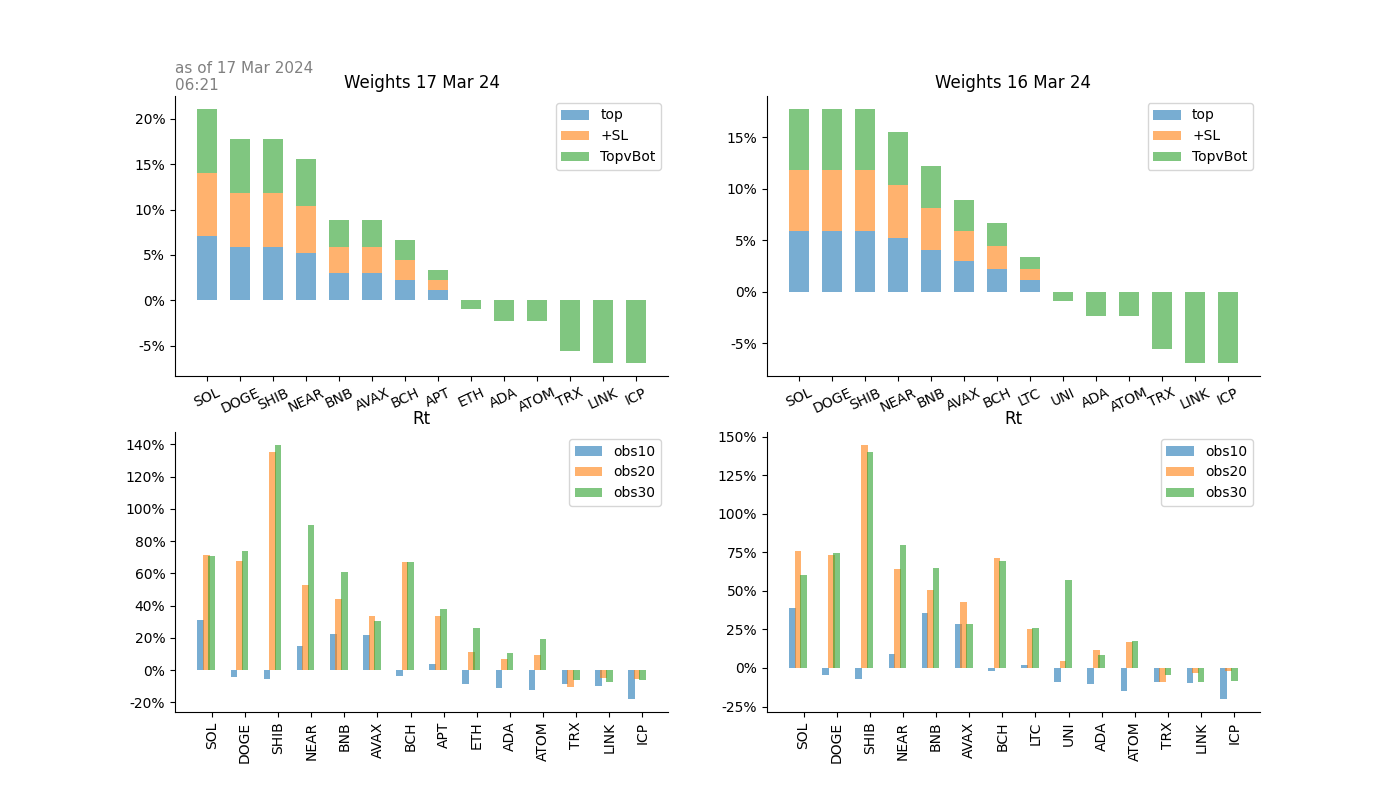 as of 17 Mar 2024
06:21
Weights 17 Mar 24
20%
15%
10%
5%
0%
-5%
top
+SL
TopvBot
SOL DOGE SHIB NEAR BNB AVAX BCH APT ETH ADA ATOM TRX LINK ICP
Weights 16 Mar 24
15%
10%
5%
0%
-5%
top
+SL
TopvBot
SOL DOGE SHIB NEAR BNB AVAX BCH LTC UNI ADA ATOM TRX LINK ICP
Rt
140%
120%
100%
80%
60%
40%
20%
0%
-20%
obs10
obs20
obs30
SOL DOGE SHIB NEAR BNB AVAX BCH APT ETH ADA ATOM TRX LINK ICP
Rt
150%
125%
100%
75%
50%
25%
0%
-25%
obs10
obs20
obs30
SOL DOGE SHIB NEAR BNB AVAX BCH LTC UNI ADA ATOM TRX LINK ICP